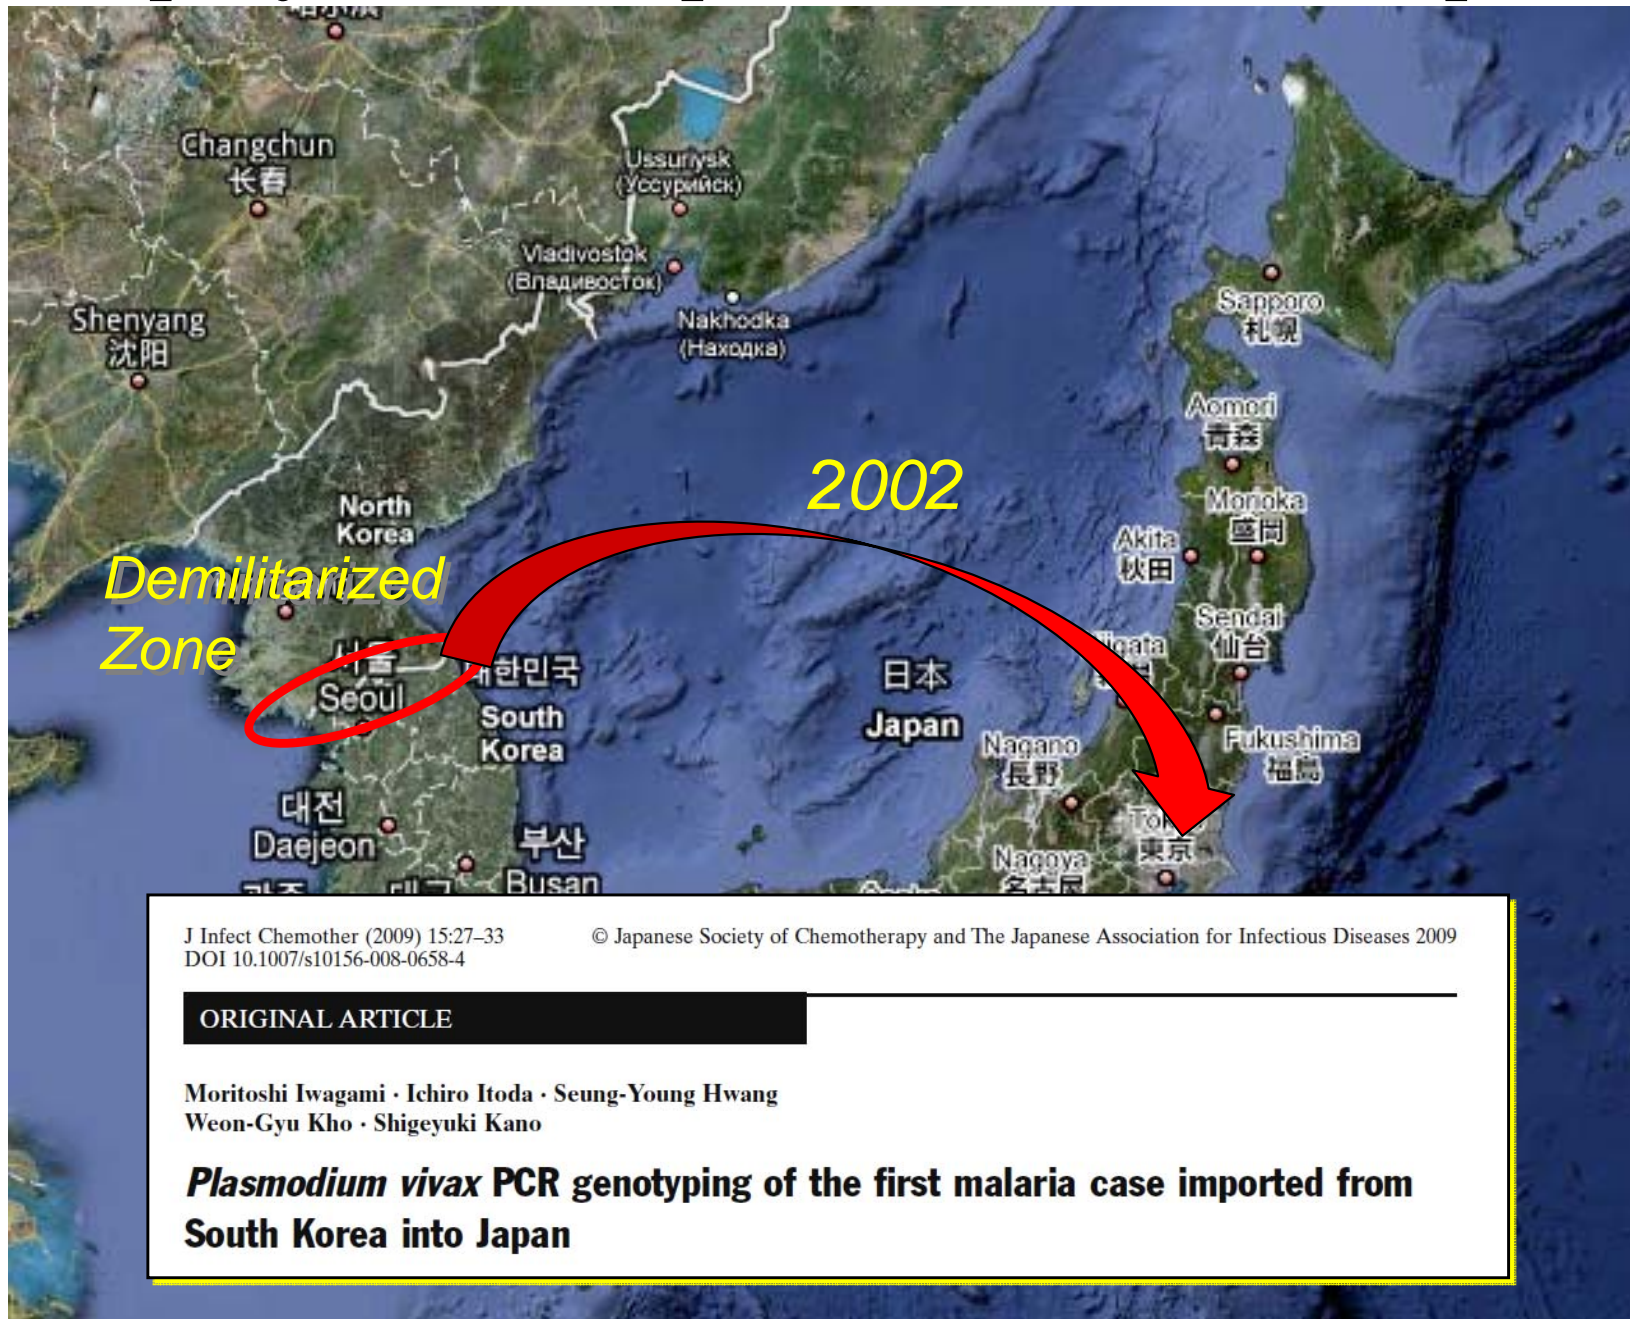 Changchun
长春
Ussuriysk
(Уссурийск)
Vladivostok
(Владивосток)
Nakhodka
(Находка)
Shenyang
沈阳
Sapporo
札幌
Aomori
青森
2002
Morioka
盛岡
North
Korea
Akita
秋田
Demilitarized
Zone
Sendai
仙台
서울
Seoul
대한민국
South
Korea
日本
Japan
Nagano
長野
Fukushima
福島
대전
Daejeon
부산
Busan
東京
Nagoya
名古屋
J Infect Chemother (2009) 15:27–33
© Japanese Society of Chemotherapy and The Japanese Association for Infectious Diseases 2009
DOI 10.1007/s10156-008-0658-4
ORIGINAL ARTICLE
Moritoshi Iwagami · Ichiro Itoda · Seung-Young Hwang
Weon-Gyu Kho · Shigeyuki Kano
Plasmodium vivax PCR genotyping of the first malaria case imported from
South Korea into Japan